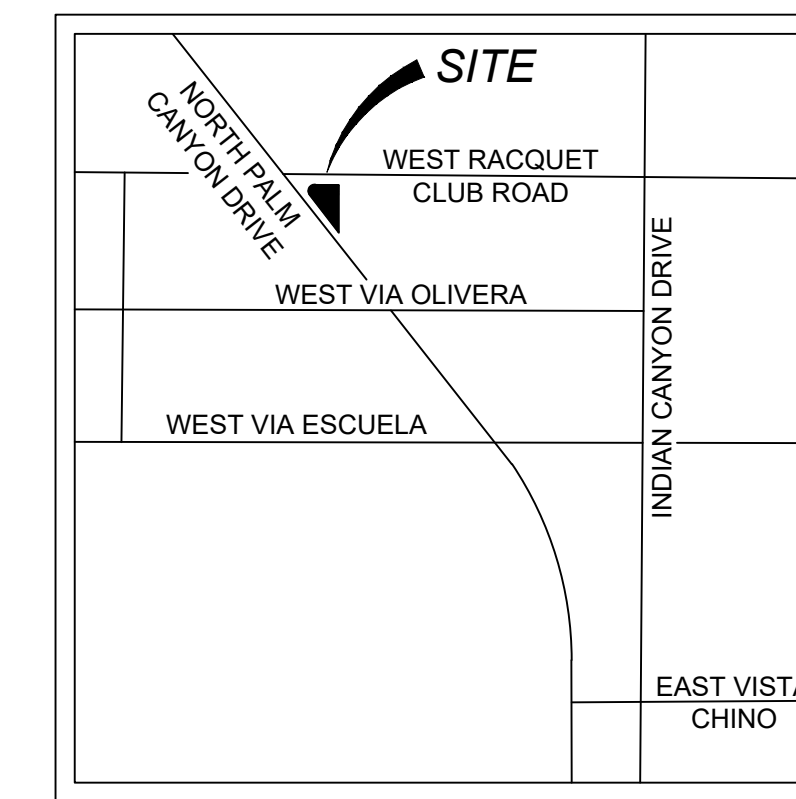 SITE
NORTH PALM
CANYON DRIVE
WEST RACQUET
CLUB ROAD
WEST VIA OLIVERA
INDIAN CANYON DRIVE
WEST VIA ESCUELA
EAST VISTA
CHINO